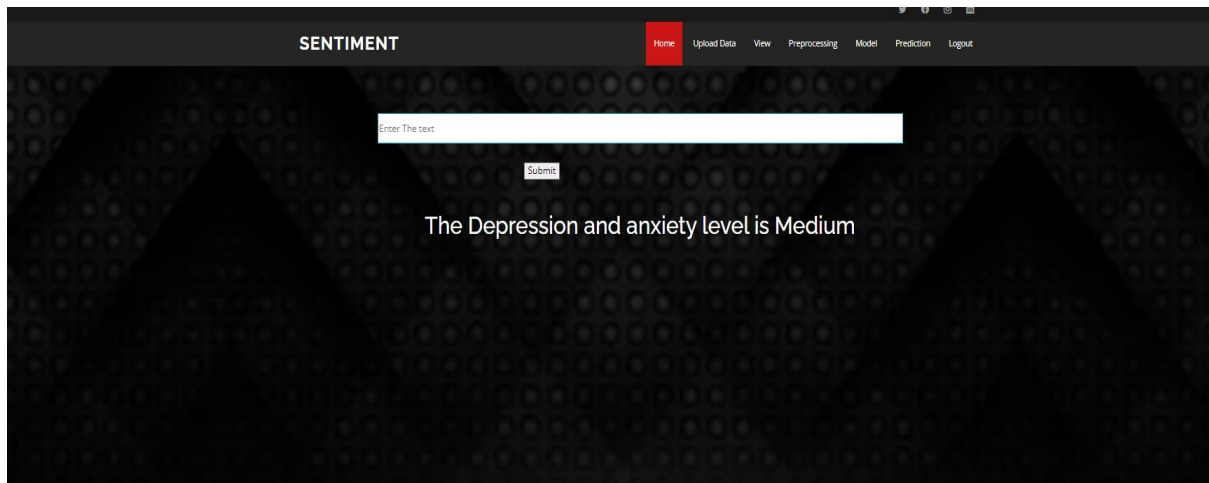 SENTIMENT
Home Upload Data View Preprocessing Model Prediction Logout
Enter The text
Submit
The Depression and anxiety level is Medium